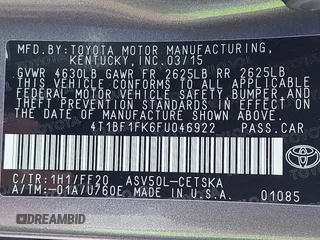 MFD.BY:TOYOTA MOTOR MANUFACTURING,
KENTUCKY,INC.03/15
GVWR 4630LB GAWR FR 2625LB RR 2625LB
THIS VEHICLE CONFORMS TO ALL APPLICABLE
FEDERAL MOTOR VEHICLE SAFETY, BUMPER, AND
THEFT PREVENTION STANDARDS IN EFFECT ON
THE DATE OF MANUFACTURE SHOWN ABOVE.
4T1BF1FK6FU046922 PASS.CAR
C/TR:1H1/FF20 ASV50L-CETSKA
A/TM:-01A/U760E MADE IN U.S.A. 01085
TOYOTA
DREAMBID